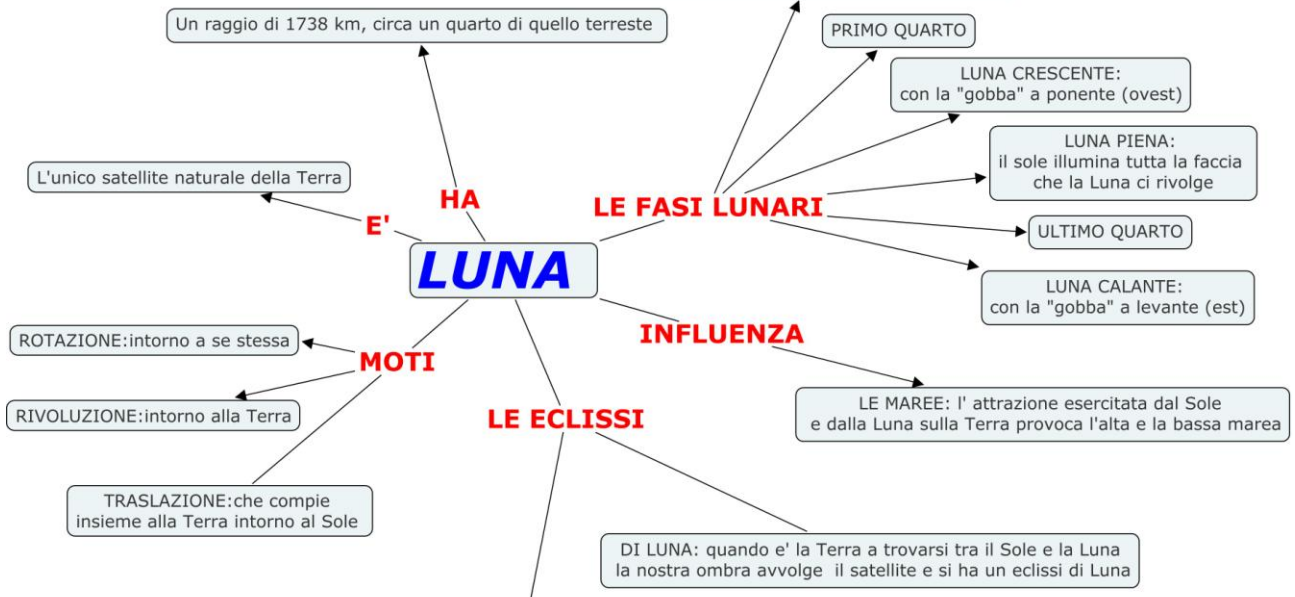 Un raggio di 1738 km, circa un quarto di quello terreste
PRIMO QUARTO
LUNA CRESCENTE:
con la "gobba" a ponente (ovest)
LUNA PIENA:
il sole illumina tutta la faccia
che la Luna ci rivolge
L'unico satellite naturale della Terra
HA
LE FASI LUNARI
E'
ULTIMO QUARTO
LUNA
LUNA CALANTE:
con la "gobba" a levante (est)
INFLUENZA
ROTAZIONE:intorno a se stessa
MOTI
RIVOLUZIONE:intorno alla Terra
LE ECLISSI
LE MAREE: l' attrazione esercitata dal Sole
e dalla Luna sulla Terra provoca l'alta e la bassa marea
TRASLAZIONE:che compie
insieme alla Terra intorno al Sole
DI LUNA: quando e' la Terra a trovarsi tra il Sole e la Luna
la nostra ombra avvolge il satellite e si ha un eclissi di Luna